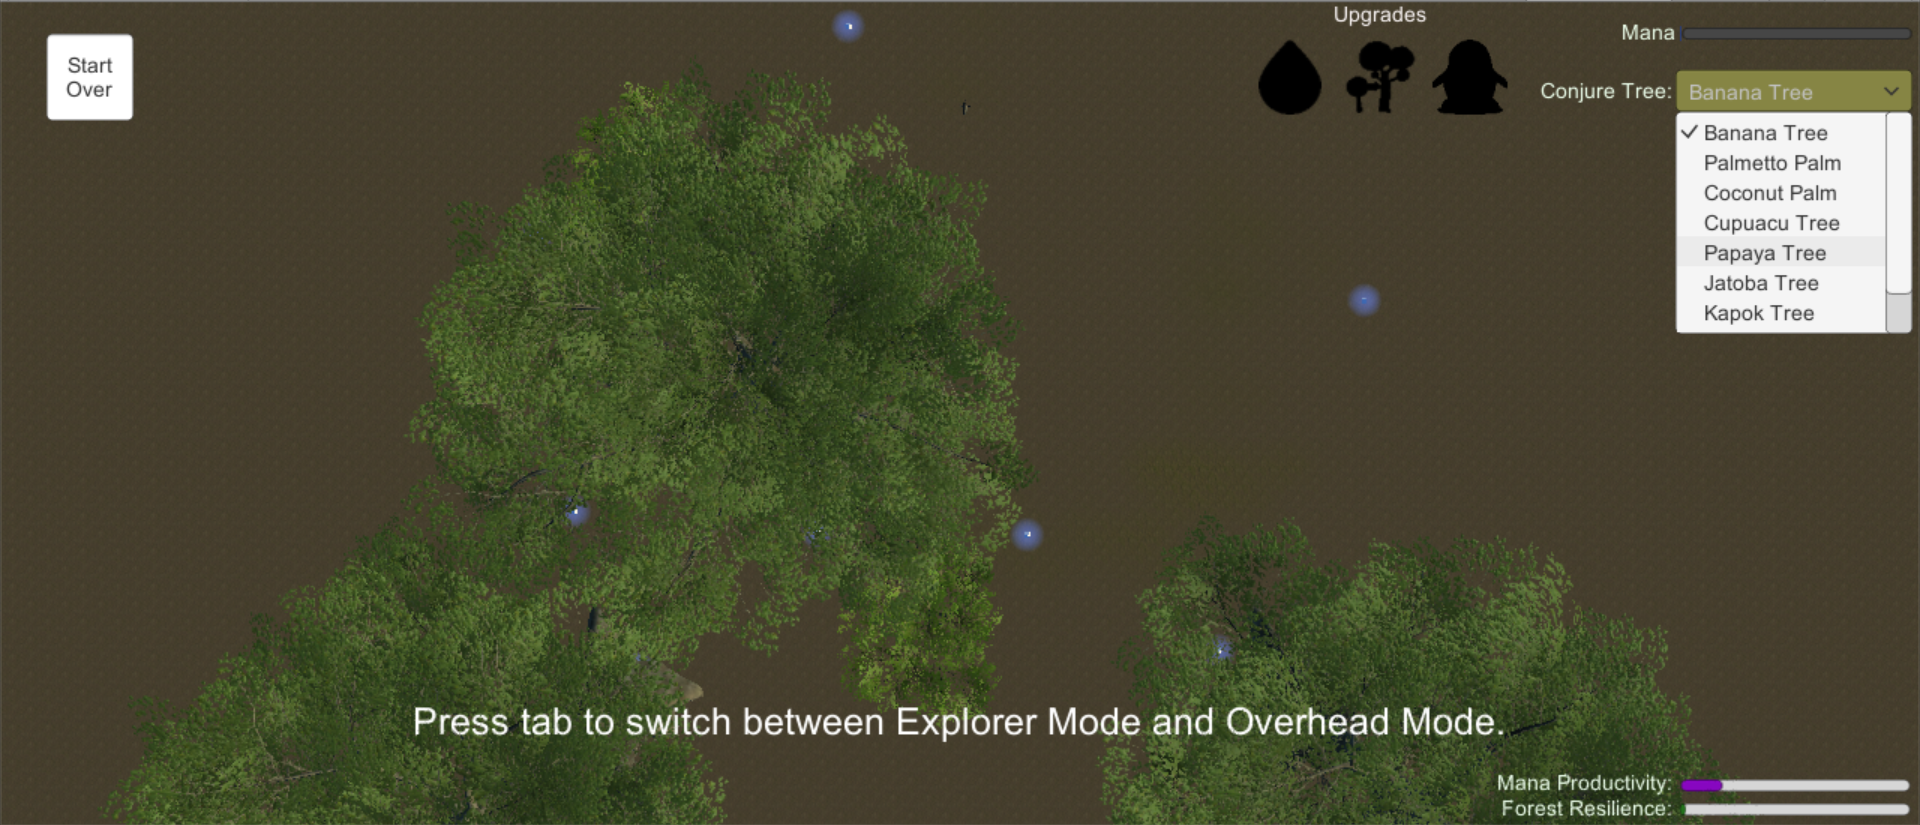 Start
Over
Upgrades
Mana
Conjure Tree:
Banana Tree
Banana Tree
Palmetto Palm
Coconut Palm
Cupuacu Tree
Papaya Tree
Jatoba Tree
Kapok Tree
Press tab to switch between Explorer Mode and Overhead Mode.
Mana Productivity:
Forest Resilience: